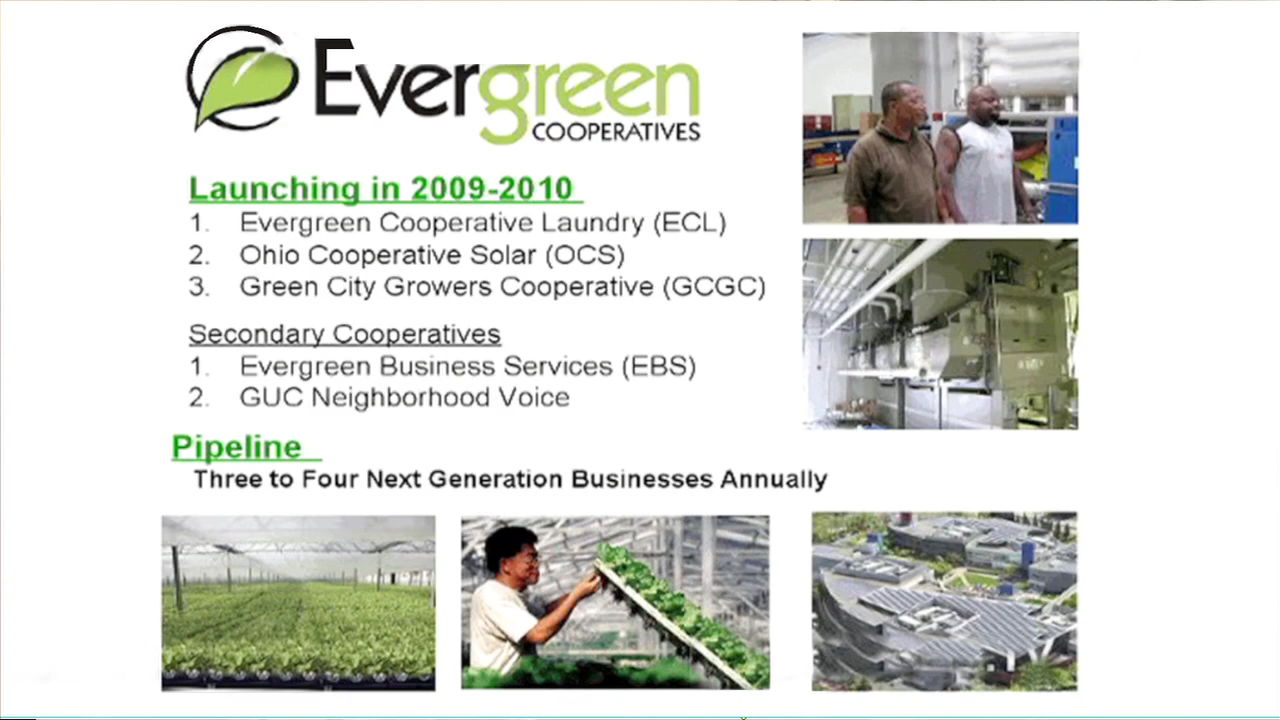 Evergreen
COOPERATIVES
Launching in 2009-2010
1. Evergreen Cooperative Laundry (ECL)
2. Ohio Cooperative Solar (OCS)
3. Green City Growers Cooperative (GCGC)
Secondary Cooperatives
1. Evergreen Business Services (EBS)
2. GUC Neighborhood Voice
Pipeline
Three to Four Next Generation Businesses Annually